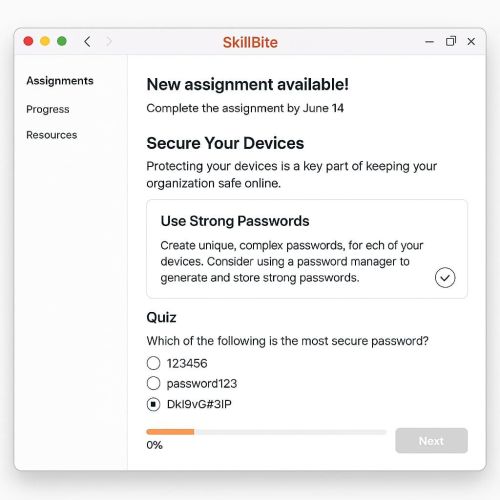 SkillBite
Assignments
Progress
Resources
New assignment available!
Complete the assignment by June 14
Secure Your Devices
Protecting your devices is a key part of keeping your
organization safe online.
Use Strong Passwords
Create unique, complex passwords, for ech of your
devices. Consider using a password manager to
generate and store strong passwords.
Quiz
Which of the following is the most secure password?
123456
password123
DkI9vG#3IP
0%
Next